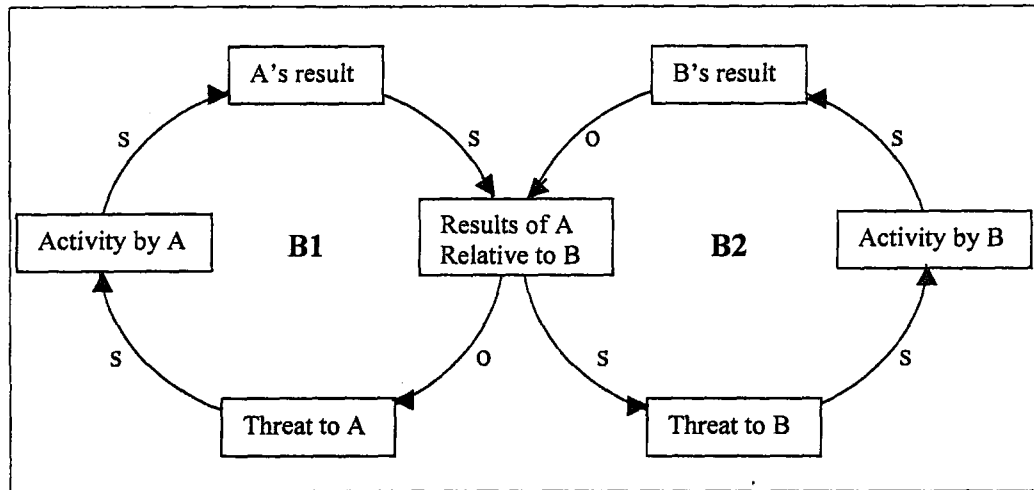 A's result
B's result
s
s
o
s
Activity by A
B1
Results of A
Relative to B
B2
Activity by B
s
o
s
s
Threat to A
Threat to B